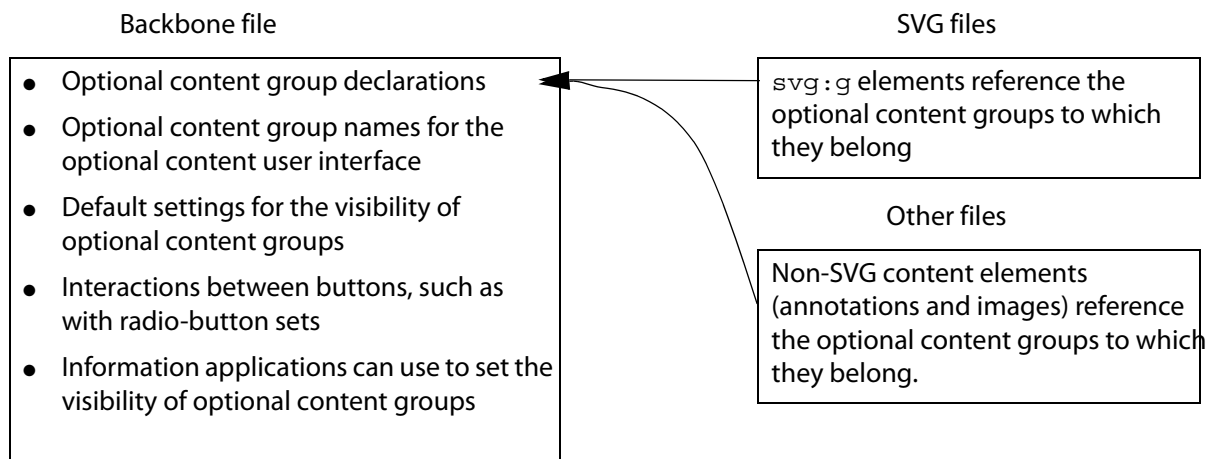 Backbone file
● Optional content group declarations
● Optional content group names for the
optional content user interface
● Default settings for the visibility of
optional content groups
● Interactions between buttons, such as
with radio-button sets
● Information applications can use to set the
visibility of optional content groups
SVG files
svg:g elements reference the
optional content groups to which
they belong
Other files
Non-SVG content elements
(annotations and images) reference
the optional content groups to which
they belong.